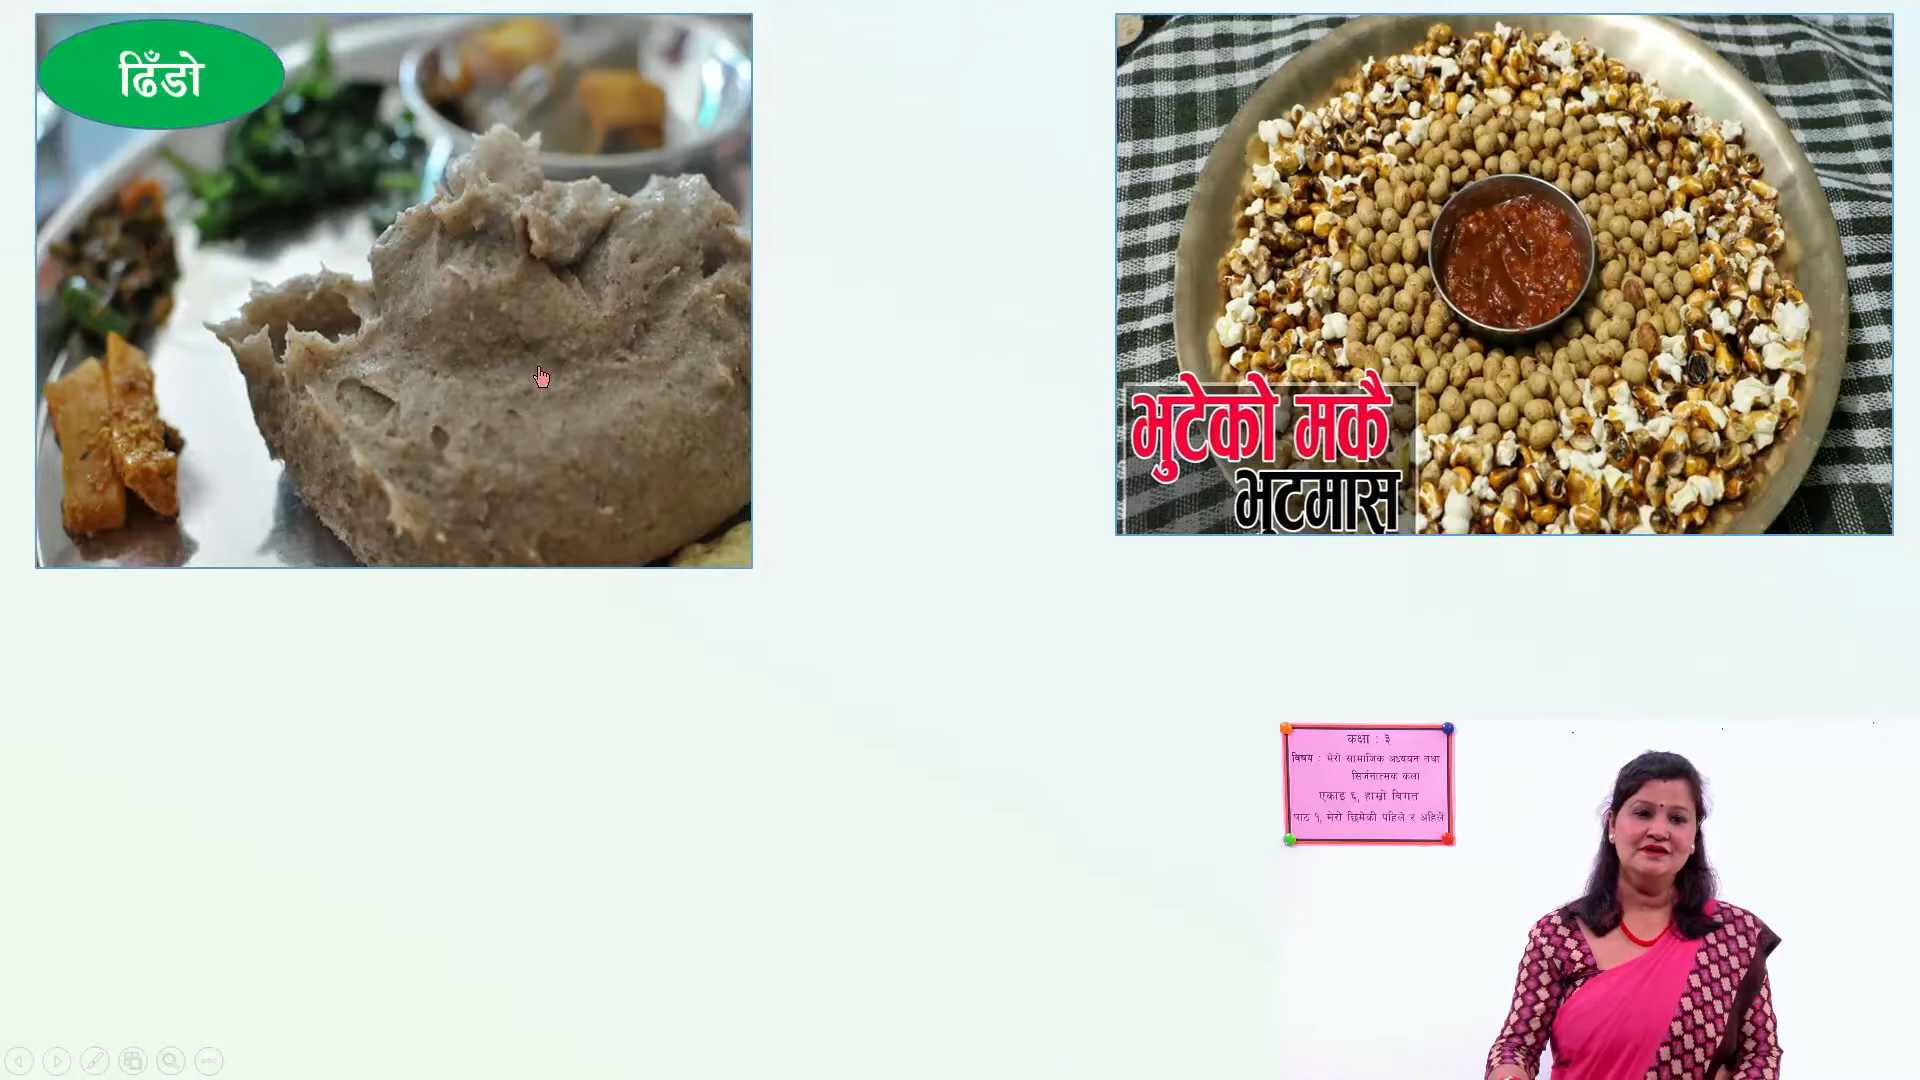 ढिँडो
भुटेको मकै
भटमास
कक्षा : ३
विषय : मेरो सामाजिक अध्ययन तथा
सिर्जनात्मक कला
एकाइ ६, हाम्रो विगत
पाठ १, मेरो छिमेकी पहिले र अहिले